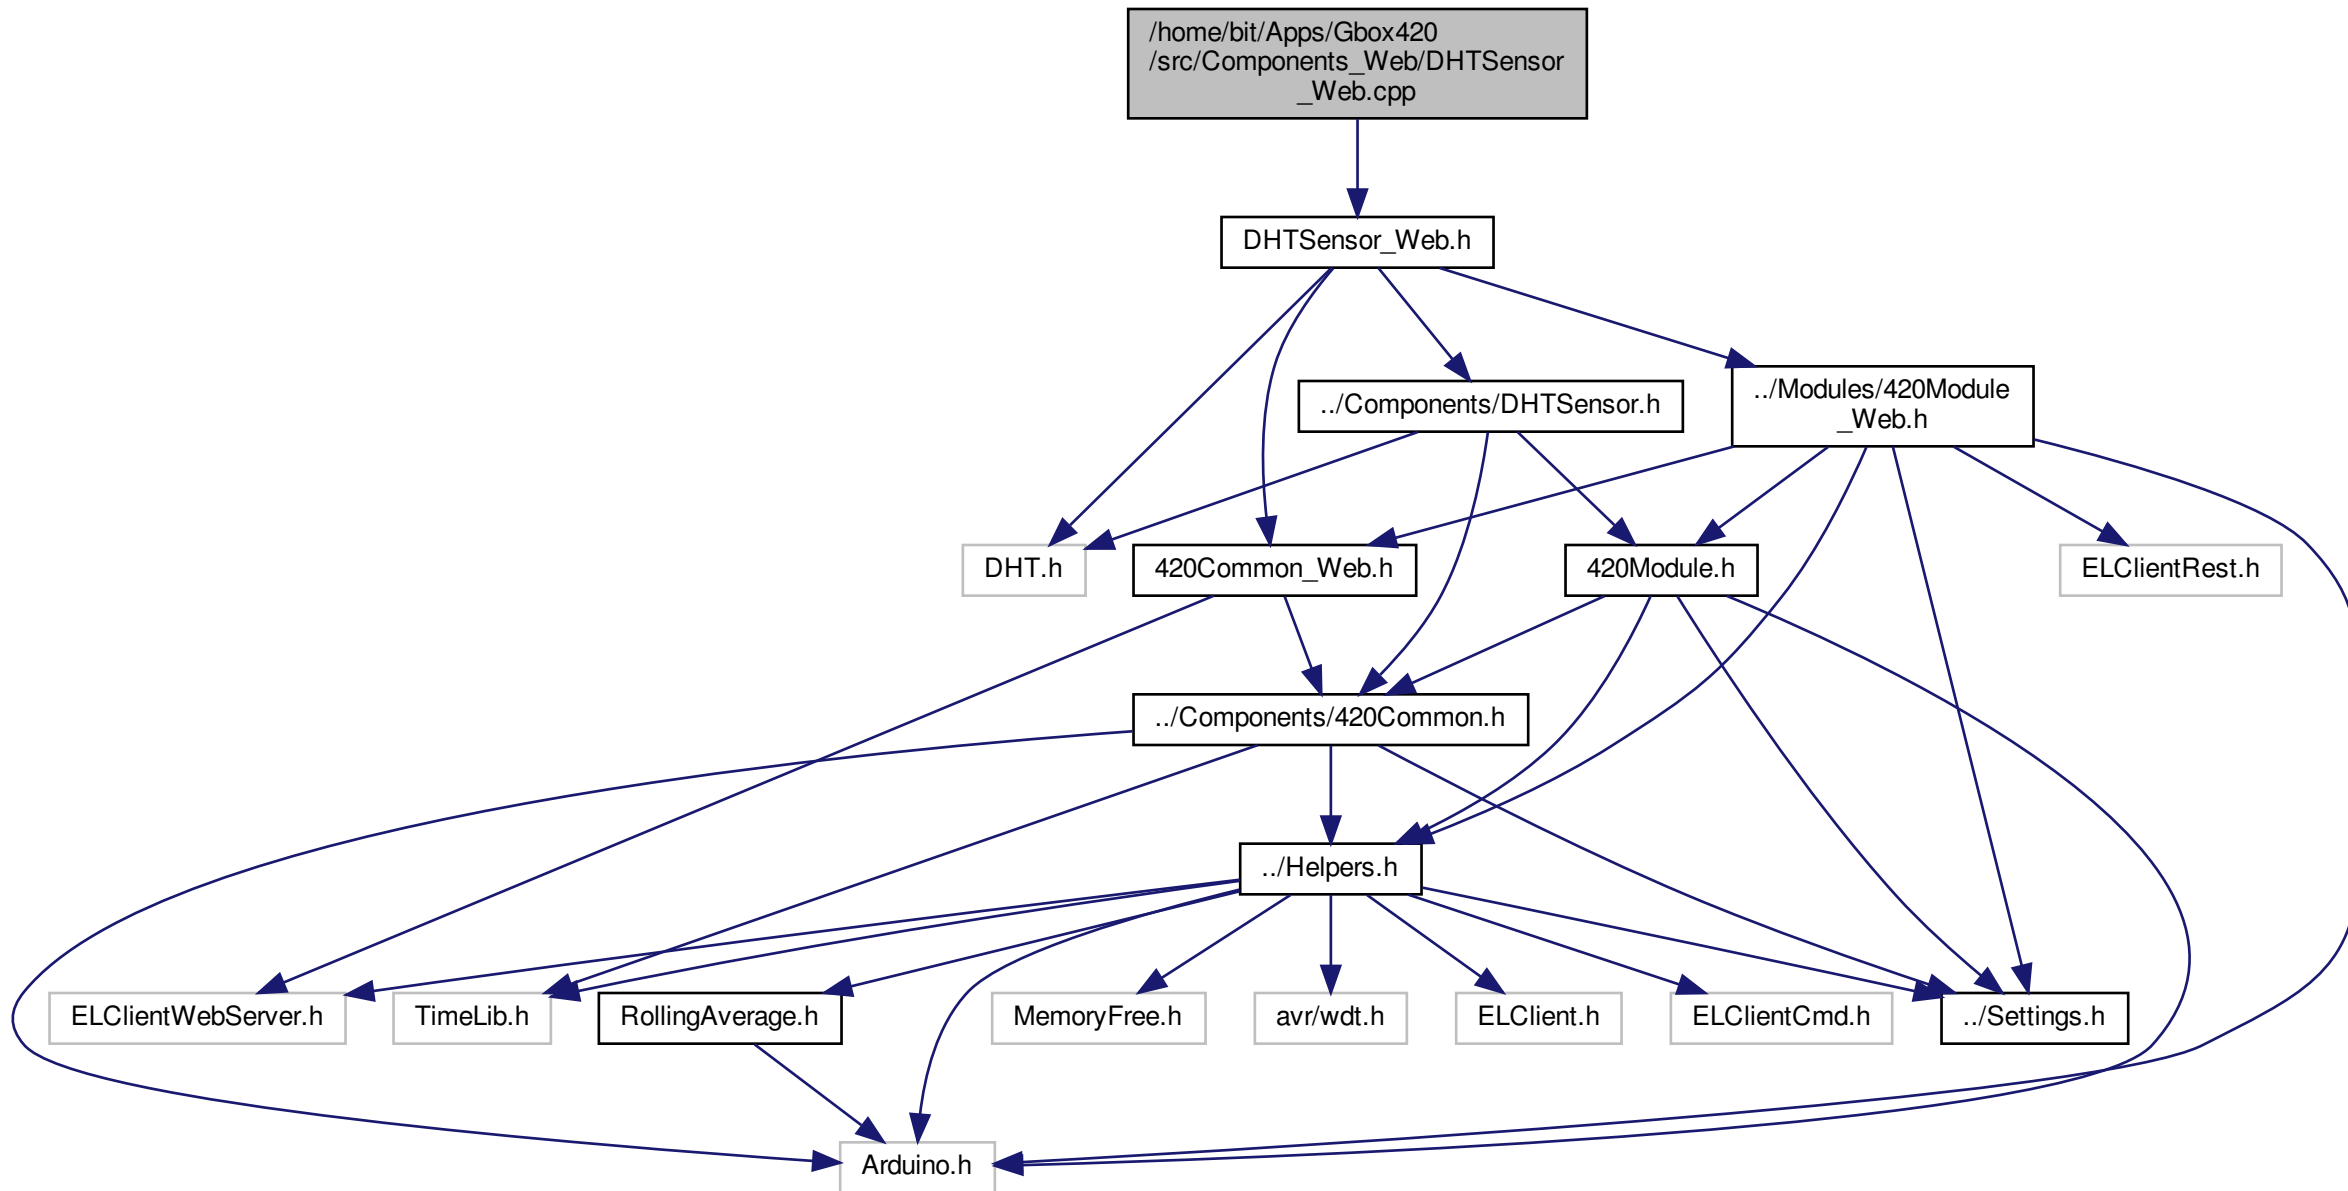 /home/bit/Apps/Gbox420
/src/Components_Web/DHTSensor
_Web.cpp
DHTSensor_Web.h
../Components/DHTSensor.h
../Modules/420Module
_Web.h
DHT.h
420Common_Web.h
420Module.h
ELClientRest.h
../Components/420Common.h
../Helpers.h
ELClientWebServer.h
TimeLib.h
RollingAverage.h
MemoryFree.h
avr/wdt.h
ELClient.h
ELClientCmd.h
../Settings.h
Arduino.h